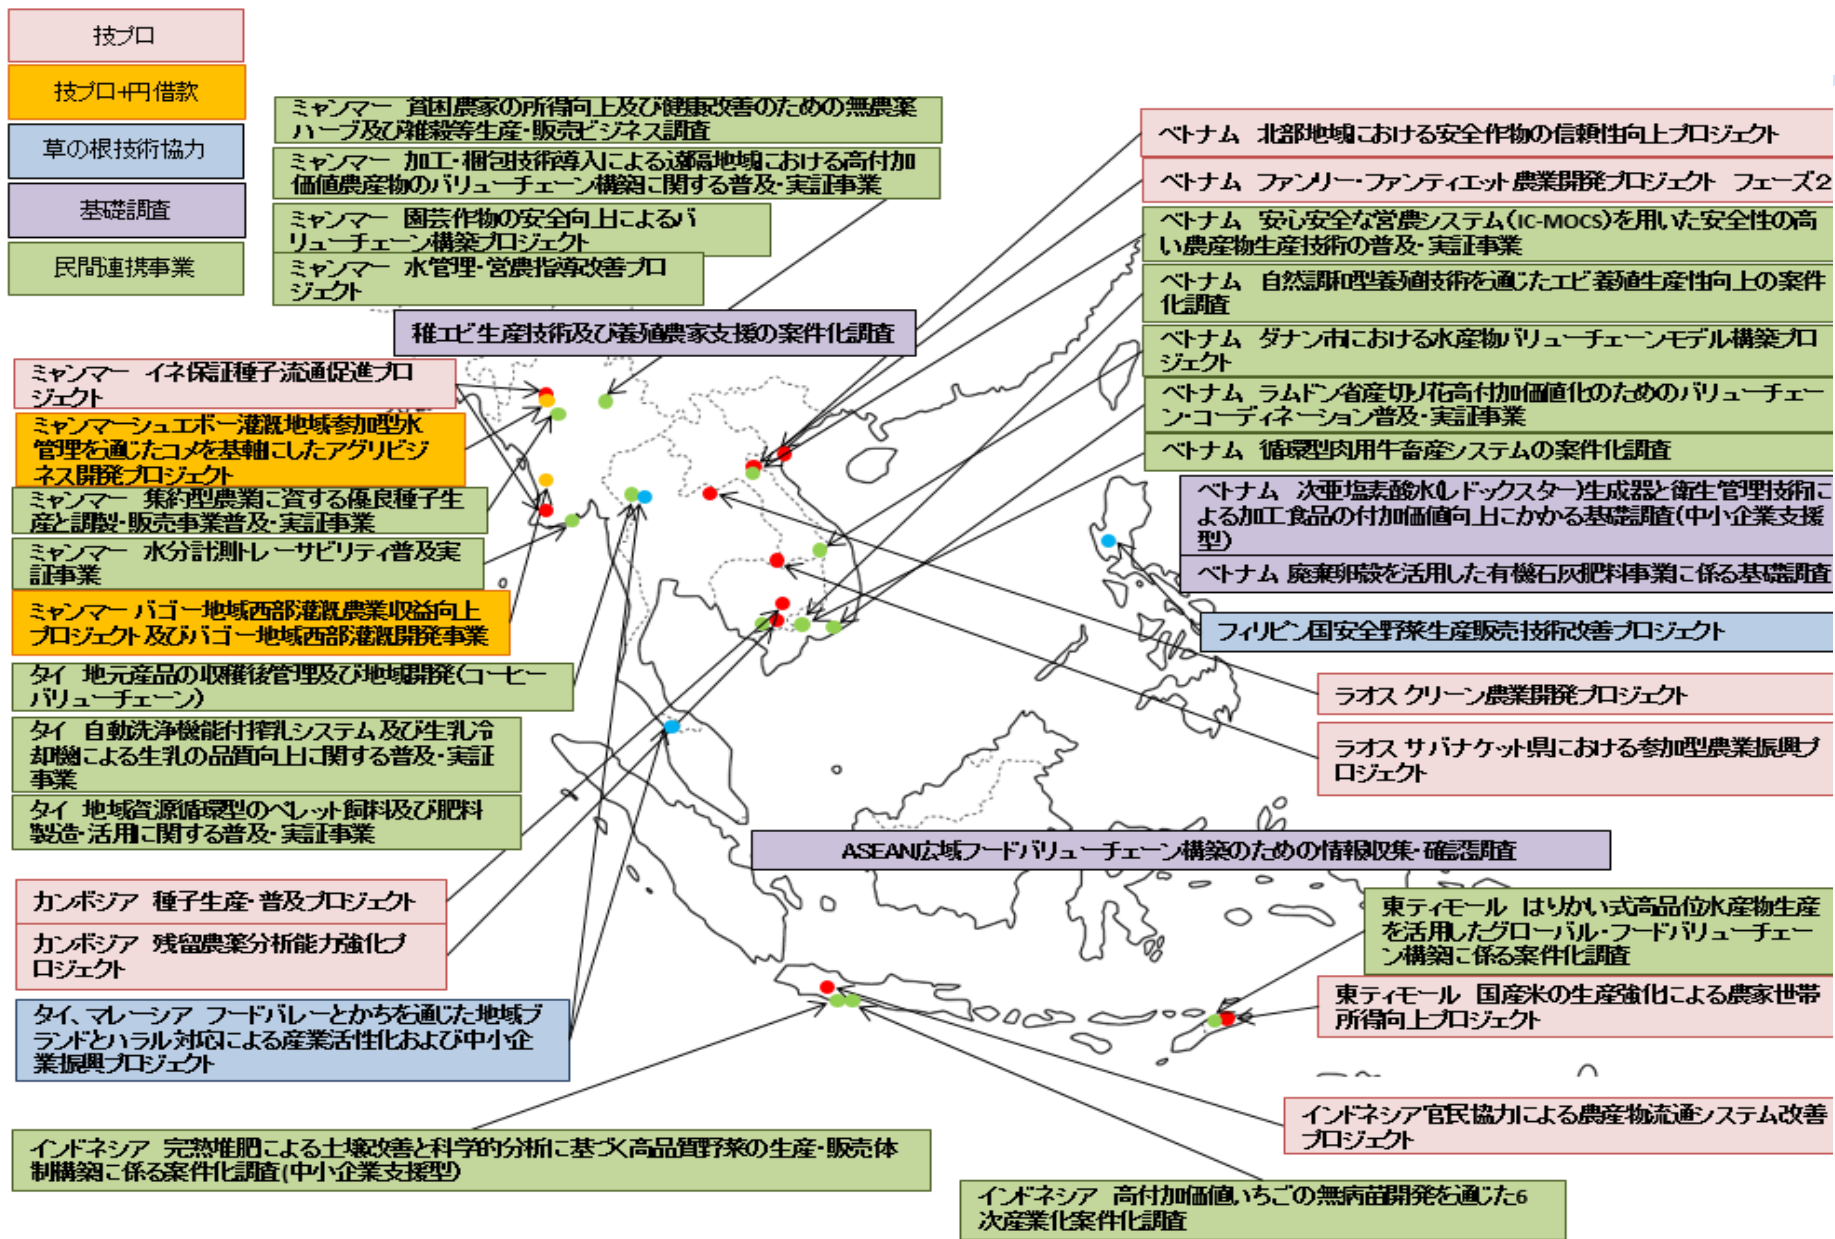 技プロ
技プロ+円借款
草の根技術協力
基礎調査
民間連携事業
ミャンマー 貧困農家の所得向上及び健康改善のための無農薬
ハーブ及び雑穀等生産・販売ビジネス調査
ミャンマー 加工・梱包技術導入による遠隔地域における高付加
価値農産物のバリューチェーン構築に関する普及・実証事業
ミャンマー 園芸作物の安全向上によるバ
リューチェーン構築プロジェクト
ミャンマー 水管理・営農指導改善プロ
ジェクト
稚エビ生産技術及び養殖農家支援の案件化調査
ミャンマー イネ保証種子流通促進プロ
ジェクト
ミャンマーシュエボー灌漑地域参加型水
管理を通じたコメを基軸にしたアグリビジ
ネス開発プロジェクト
ミャンマー 集約型農業に資する優良種子生
産と調製・販売事業普及・実証事業
ミャンマー 水分計測トレーサビリティ普及実
証事業
ミャンマー バゴー地域西部灌漑農業収益向上
プロジェクト及びバゴー地域西部灌漑開発事業
タイ 地元産品の収穫後管理及び地域開発(コーヒー
バリューチェーン)
タイ 自動洗浄機能付搾乳システム及び生乳冷
却機による生乳の品質向上に関する普及・実証
事業
タイ 地域資源循環型のペレット飼料及び肥料
製造・活用に関する普及・実証事業
カンボジア 種子生産・普及プロジェクト
カンボジア 残留農薬分析能力強化プ
ロジェクト
タイ、マレーシア フードバレーとかちを通じた地域ブ
ランドとハラル対応による産業活性化および中小企
業振興プロジェクト
インドネシア 完熟堆肥による土壌改善と科学的分析に基づく高品質野菜の生産・販売体
制構築に係る案件化調査(中小企業支援型)
ベトナム 北部地域における安全作物の信頼性向上プロジェクト
ベトナム ファンリー・ファンティエット農業開発プロジェクト フェーズ2
ベトナム 安心安全な営農システム(IC-MOCS)を用いた安全性の高
い農産物生産技術の普及・実証事業
ベトナム 自然調和型養殖技術を通じたエビ養殖生産性向上の案件
化調査
ベトナム ダナン市における水産物バリューチェーンモデル構築プロ
ジェクト
ベトナム ラムドン省産切り花高付加価値化のためのバリューチェー
ン・コーディネーション普及・実証事業
ベトナム 循環型肉用牛畜産システムの案件化調査
ベトナム 次亜塩素酸水(レドックスター)生成器と衛生管理技術に
よる加工食品の付加価値向上にかかる基礎調査(中小企業支援
型)
ベトナム 廃棄卵殻を活用した有機石灰肥料事業に係る基礎調査
フィリピン国安全野菜生産販売技術改善プロジェクト
ラオス クリーン農業開発プロジェクト
ラオス サバナケット県における参加型農業振興プ
ロジェクト
ASEAN広域フードバリューチェーン構築のための情報収集・確認調査
東ティモール はりかい式高品位水産物生産
を活用したグローバル・フードバリューチェー
ン構築に係る案件化調査
東ティモール 国産米の生産強化による農家世帯
所得向上プロジェクト
インドネシア官民協力による農産物流通システム改善
プロジェクト
インドネシア 高付加価値いちごの無病苗開発を通じた6
次産業化案件化調査